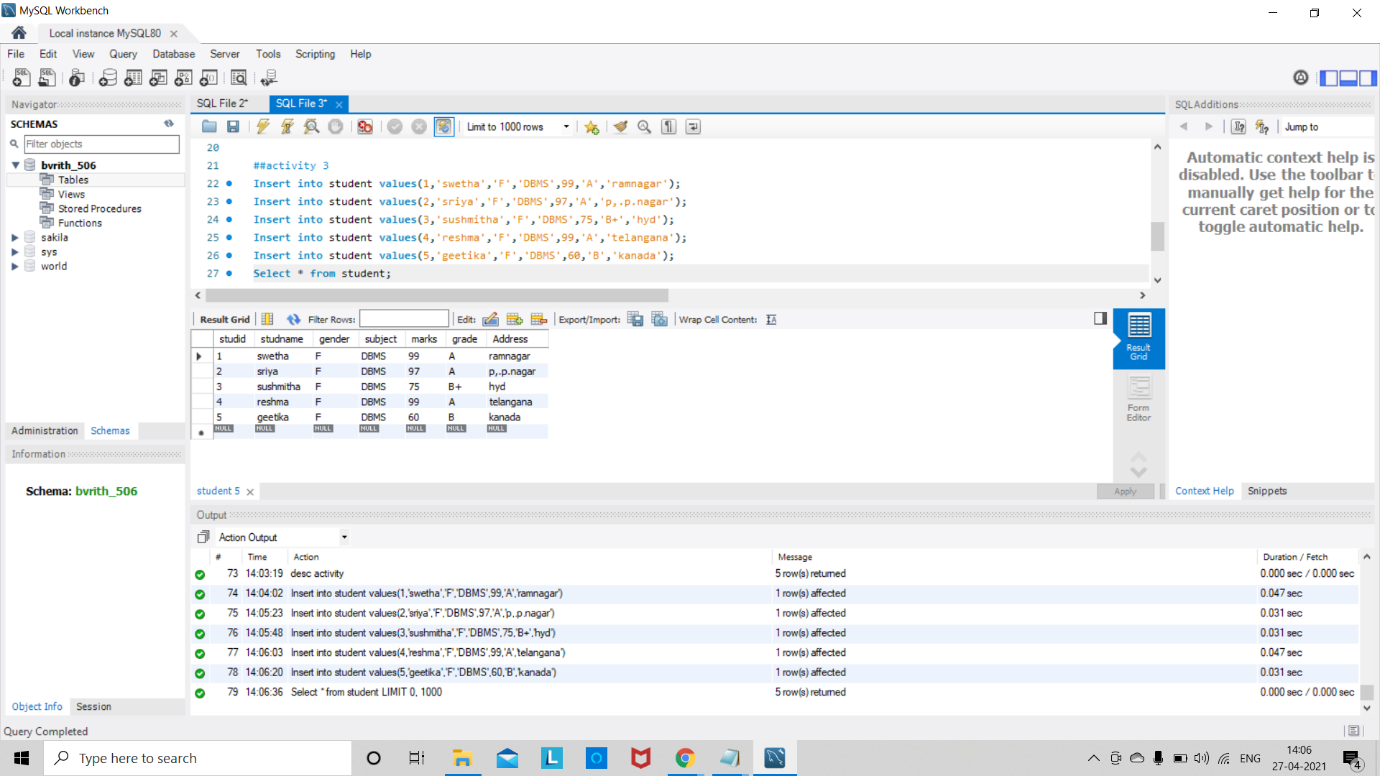 MySQL Workbench
Local instance MySQL80
File Edit View Query Database Server Tools Scripting Help
Navigator
SCHEMAS
Filter objects
bvrith_506
Tables
Views
Stored Procedures
Functions
sakila
sys
world
Administration Schemas
Information
Schema: bvrith_506
Object Info Session
Query Completed
SQL File 2* SQL File 3*
Limit to 1000 rows
20
21 ##activity 3
22 Insert into student values(1,'swetha','F','DBMS',99,'A','ramnagar');
23 Insert into student values(2,'sriya','F','DBMS',97,'A','p,.p.nagar');
24 Insert into student values(3,'sushmitha','F','DBMS',75,'B+','hyd');
25 Insert into student values(4,'reshma','F','DBMS',99,'A','telangana');
26 Insert into student values(5,'geetika','F','DBMS',60,'B','kanada');
27 Select * from student;
Result Grid Filter Rows: Edit: Export/Import: Wrap Cell Content:
studid studname gender subject marks grade Address
1 swetha F DBMS 99 A ramnagar
2 sriya F DBMS 97 A p,.p.nagar
3 sushmitha F DBMS 75 B+ hyd
4 reshma F DBMS 99 A telangana
5 geetika F DBMS 60 B kanada
NULL NULL NULL NULL NULL NULL NULL
Result
Grid
Form
Editor
student 5 Apply
SQLAdditions
Jump to
Automatic context help is
disabled. Use the toolbar t
manually get help for the
current caret position or to
toggle automatic help.
Context Help Snippets
Output
Action Output
# Time Action Message Duration / Fetch
73 14:03:19 desc activity 5 row(s) returned 0.000 sec / 0.000 sec
74 14:04:02 Insert into student values(1,'swetha','F','DBMS',99,'A','ramnagar') 1 row(s) affected 0.047 sec
75 14:05:23 Insert into student values(2,'sriya','F','DBMS',97,'A','p,.p.nagar') 1 row(s) affected 0.031 sec
76 14:05:48 Insert into student values(3,'sushmitha','F','DBMS',75,'B+','hyd') 1 row(s) affected 0.031 sec
77 14:06:03 Insert into student values(4,'reshma','F','DBMS',99,'A','telangana') 1 row(s) affected 0.047 sec
78 14:06:20 Insert into student values(5,'geetika','F','DBMS',60,'B','kanada') 1 row(s) affected 0.031 sec
79 14:06:36 Select * from student LIMIT 0, 1000 5 row(s) returned 0.000 sec / 0.000 sec
Type here to search
L
ENG
14:06
27-04-2021
4